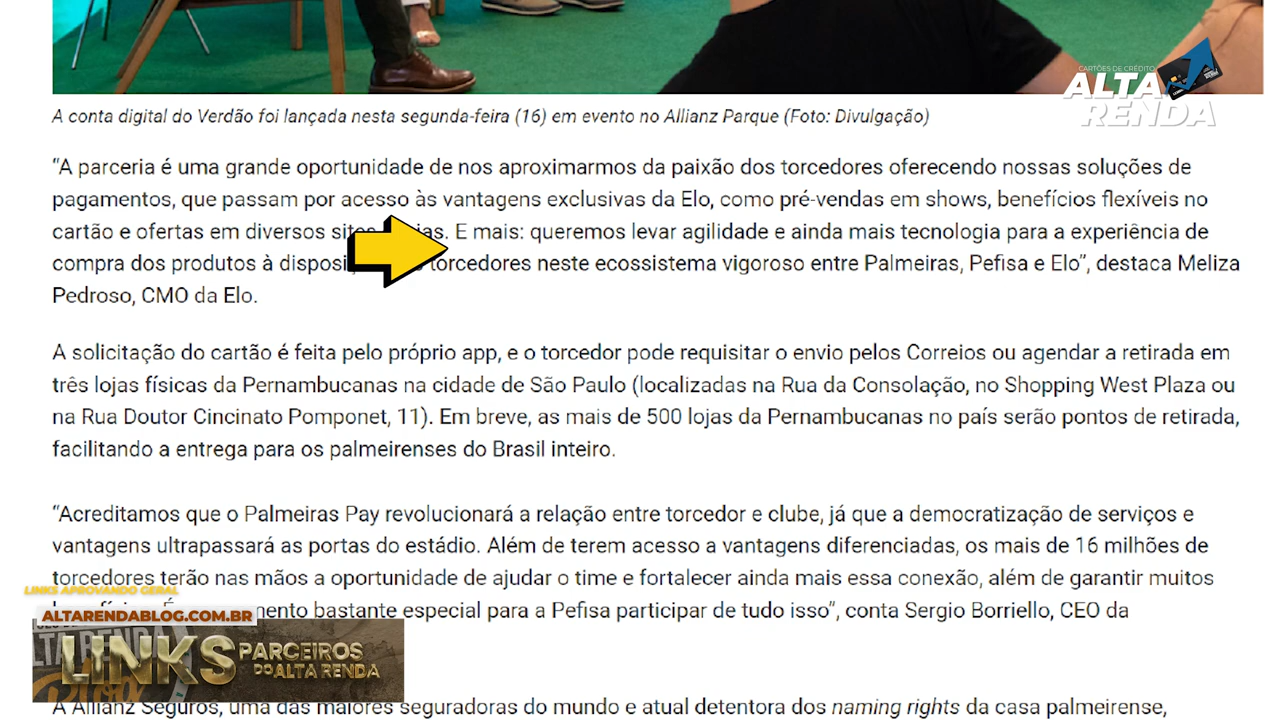 CARTÕES DE CRÉDITO
ALTA
RENDA
A conta digital do Verdão foi lançada nesta segunda-feira (16) em evento no Allianz Parque (Foto: Divulgação)
“A parceria é uma grande oportunidade de nos aproximarmos da paixão dos torcedores oferecendo nossas soluções de
pagamentos, que passam por acesso às vantagens exclusivas da Elo, como pré-vendas em shows, benefícios flexíveis no
cartão e ofertas em diversos E mais: queremos levar agilidade e ainda mais tecnologia para a experiência de
compra dos produtos à torcedores neste ecossistema vigoroso entre Palmeiras, Pefisa e Elo”, destaca Meliza
Pedroso, CMO da Elo.
A solicitação do cartão é feita pelo próprio app, e o torcedor pode requisitar o envio pelos Correios ou agendar a retirada em
três lojas físicas da Pernambucanas na cidade de São Paulo (localizadas na Rua da Consolação, no Shopping West Plaza ou
na Rua Doutor Cincinato Pomponet, 11). Em breve, as mais de 500 lojas da Pernambucanas no país serão pontos de retirada,
facilitando a entrega para os palmeirenses do Brasil inteiro.
“Acreditamos que o Palmeiras Pay revolucionará a relação entre torcedor e clube, já que a democratização de serviços e
vantagens ultrapassará as portas do estádio. Além de terem acesso a vantagens diferenciadas, os mais de 16 milhões de
torcedores terão nas mãos a oportunidade de ajudar o time e fortalecer ainda mais essa conexão, além de garantir muitos
bastante especial para a Pefisa participar de tudo isso”, conta Sergio Borriello, CEO da
LINKS APROVANDO GERAL
ALTARENDABLOG.COM.BR
LINKS PARCEIROS
DO ALTA RENDA
A Allianz Seguros, uma das maiores seguradoras do mundo e atual detentora dos naming rights da casa palmeirense,